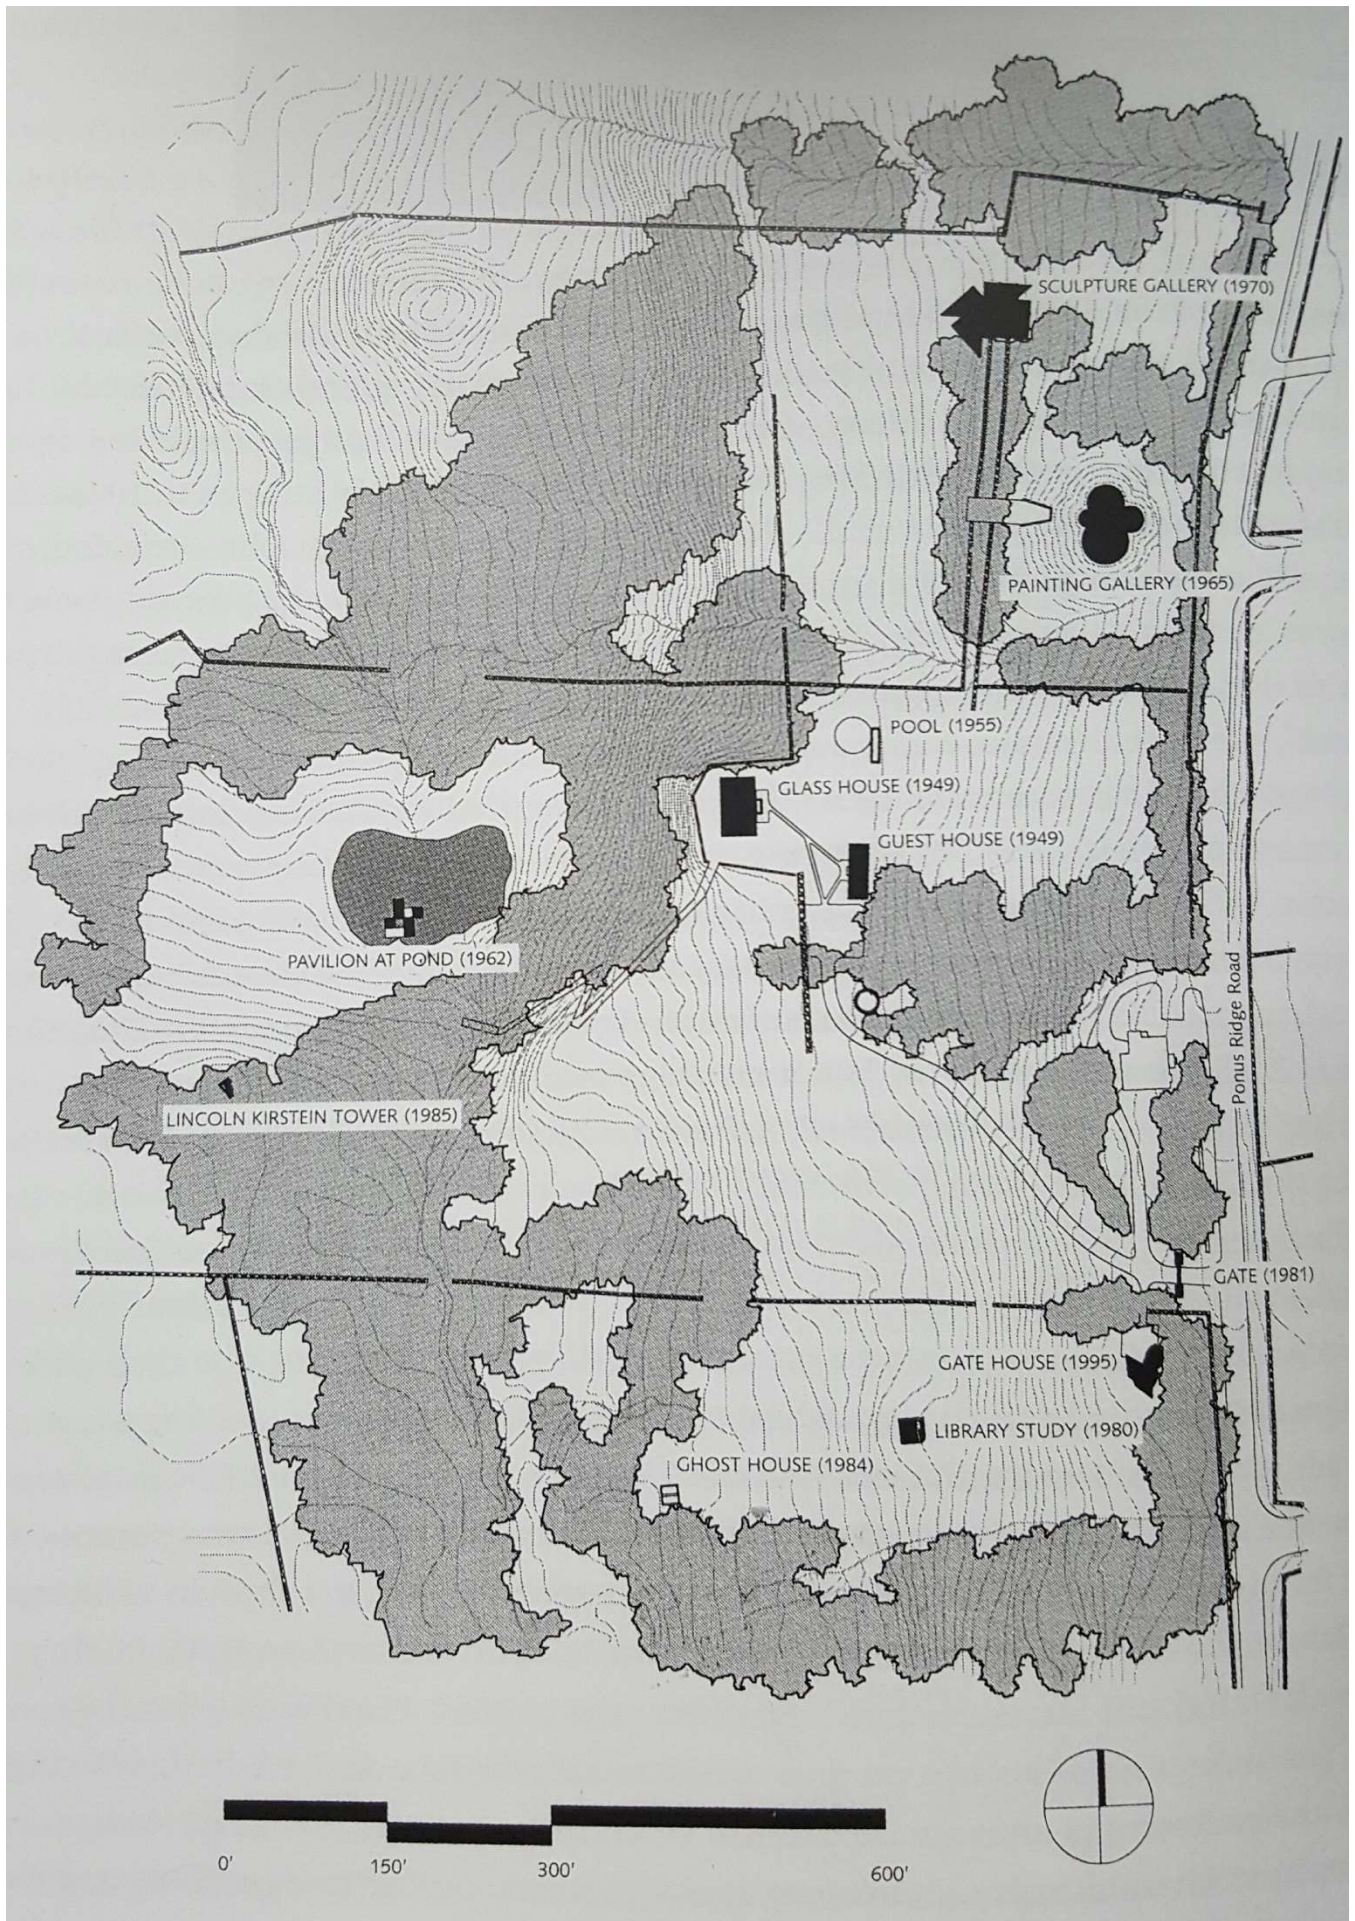 SCULPTURE GALLERY (1970)
PAINTING GALLERY (1965)
POOL (1955)
GLASS HOUSE (1949)
GUEST HOUSE (1949)
PAVILION AT POND (1962)
Ponus Ridge Road
LINCOLN KIRSTEIN TOWER (1985)
GATE (1981)
GATE HOUSE (1995)
LIBRARY STUDY (1980)
GHOST HOUSE (1984)
0' 150' 300' 600'